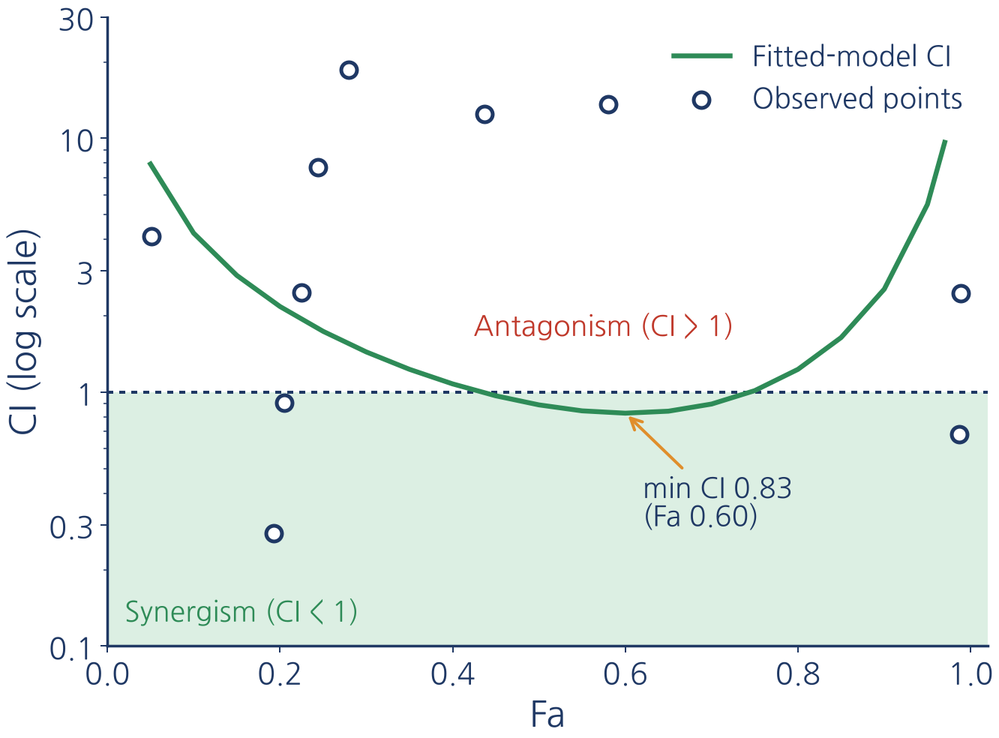 30
10
3
1
0.3
0.1
CI (log scale)
Fitted-model CI
Observed points
Antagonism (CI > 1)
min CI 0.83
(Fa 0.60)
Synergism (CI < 1)
0.0 0.2 0.4 0.6 0.8 1.0
Fa